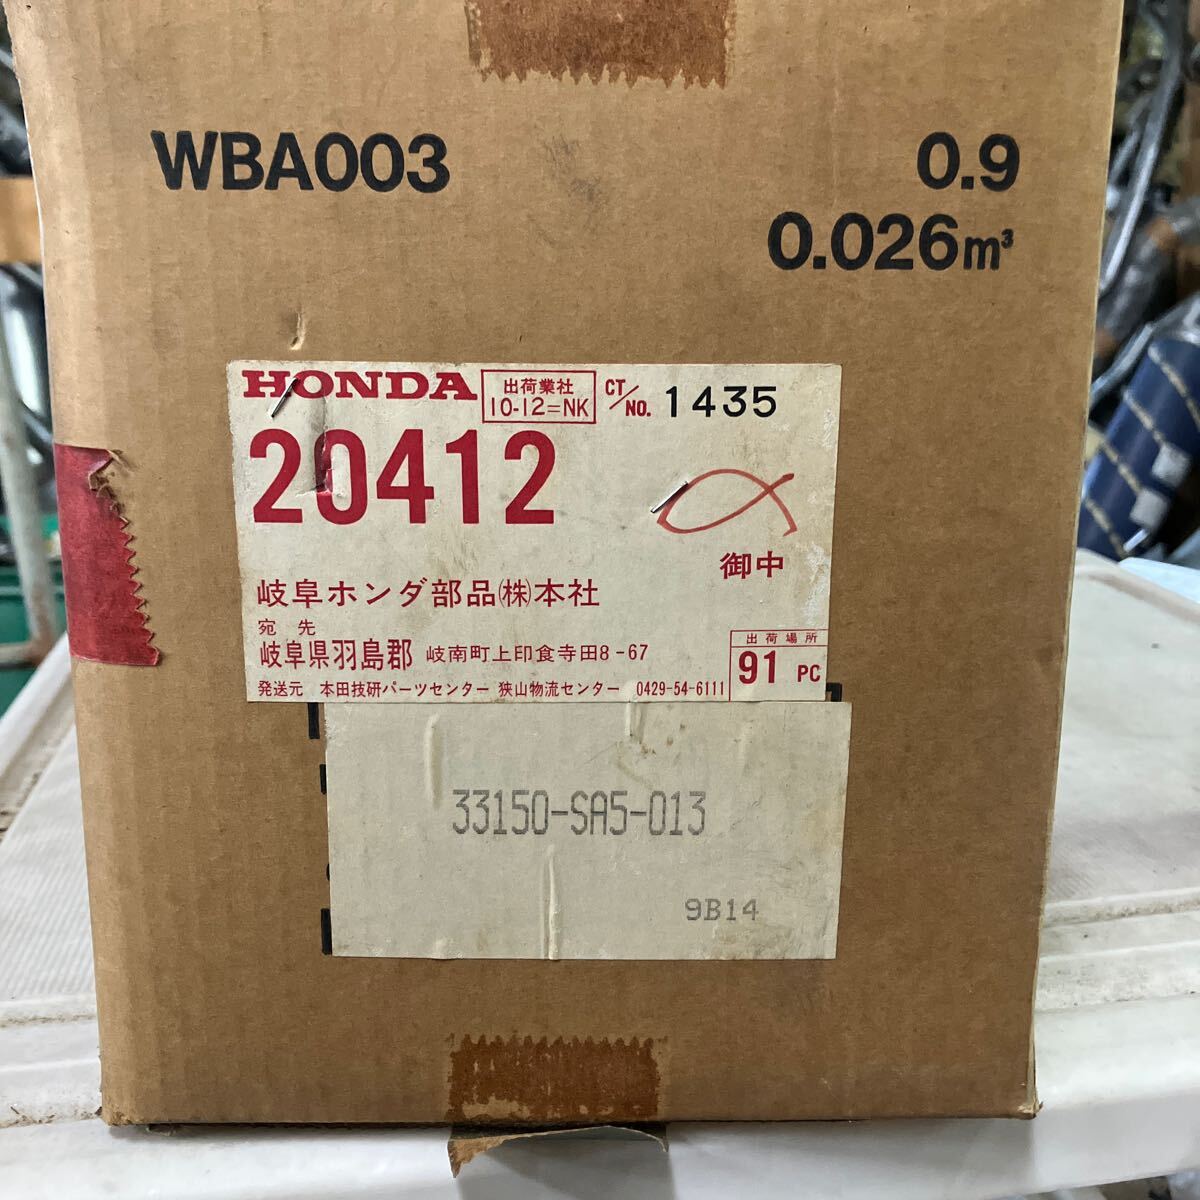 WBA003
0.9
0.026m³
HONDA 出荷業社 10-12=NK CT/NO. 1435
20412
御中
岐阜ホンダ部品(株)本社
宛先
岐阜県羽島郡 岐南町上印食寺田8-67
出荷場所
91 PC
発送元 本田技研パーツセンター 狭山物流センター 0429-54-6111
33150-SA5-013
9B14